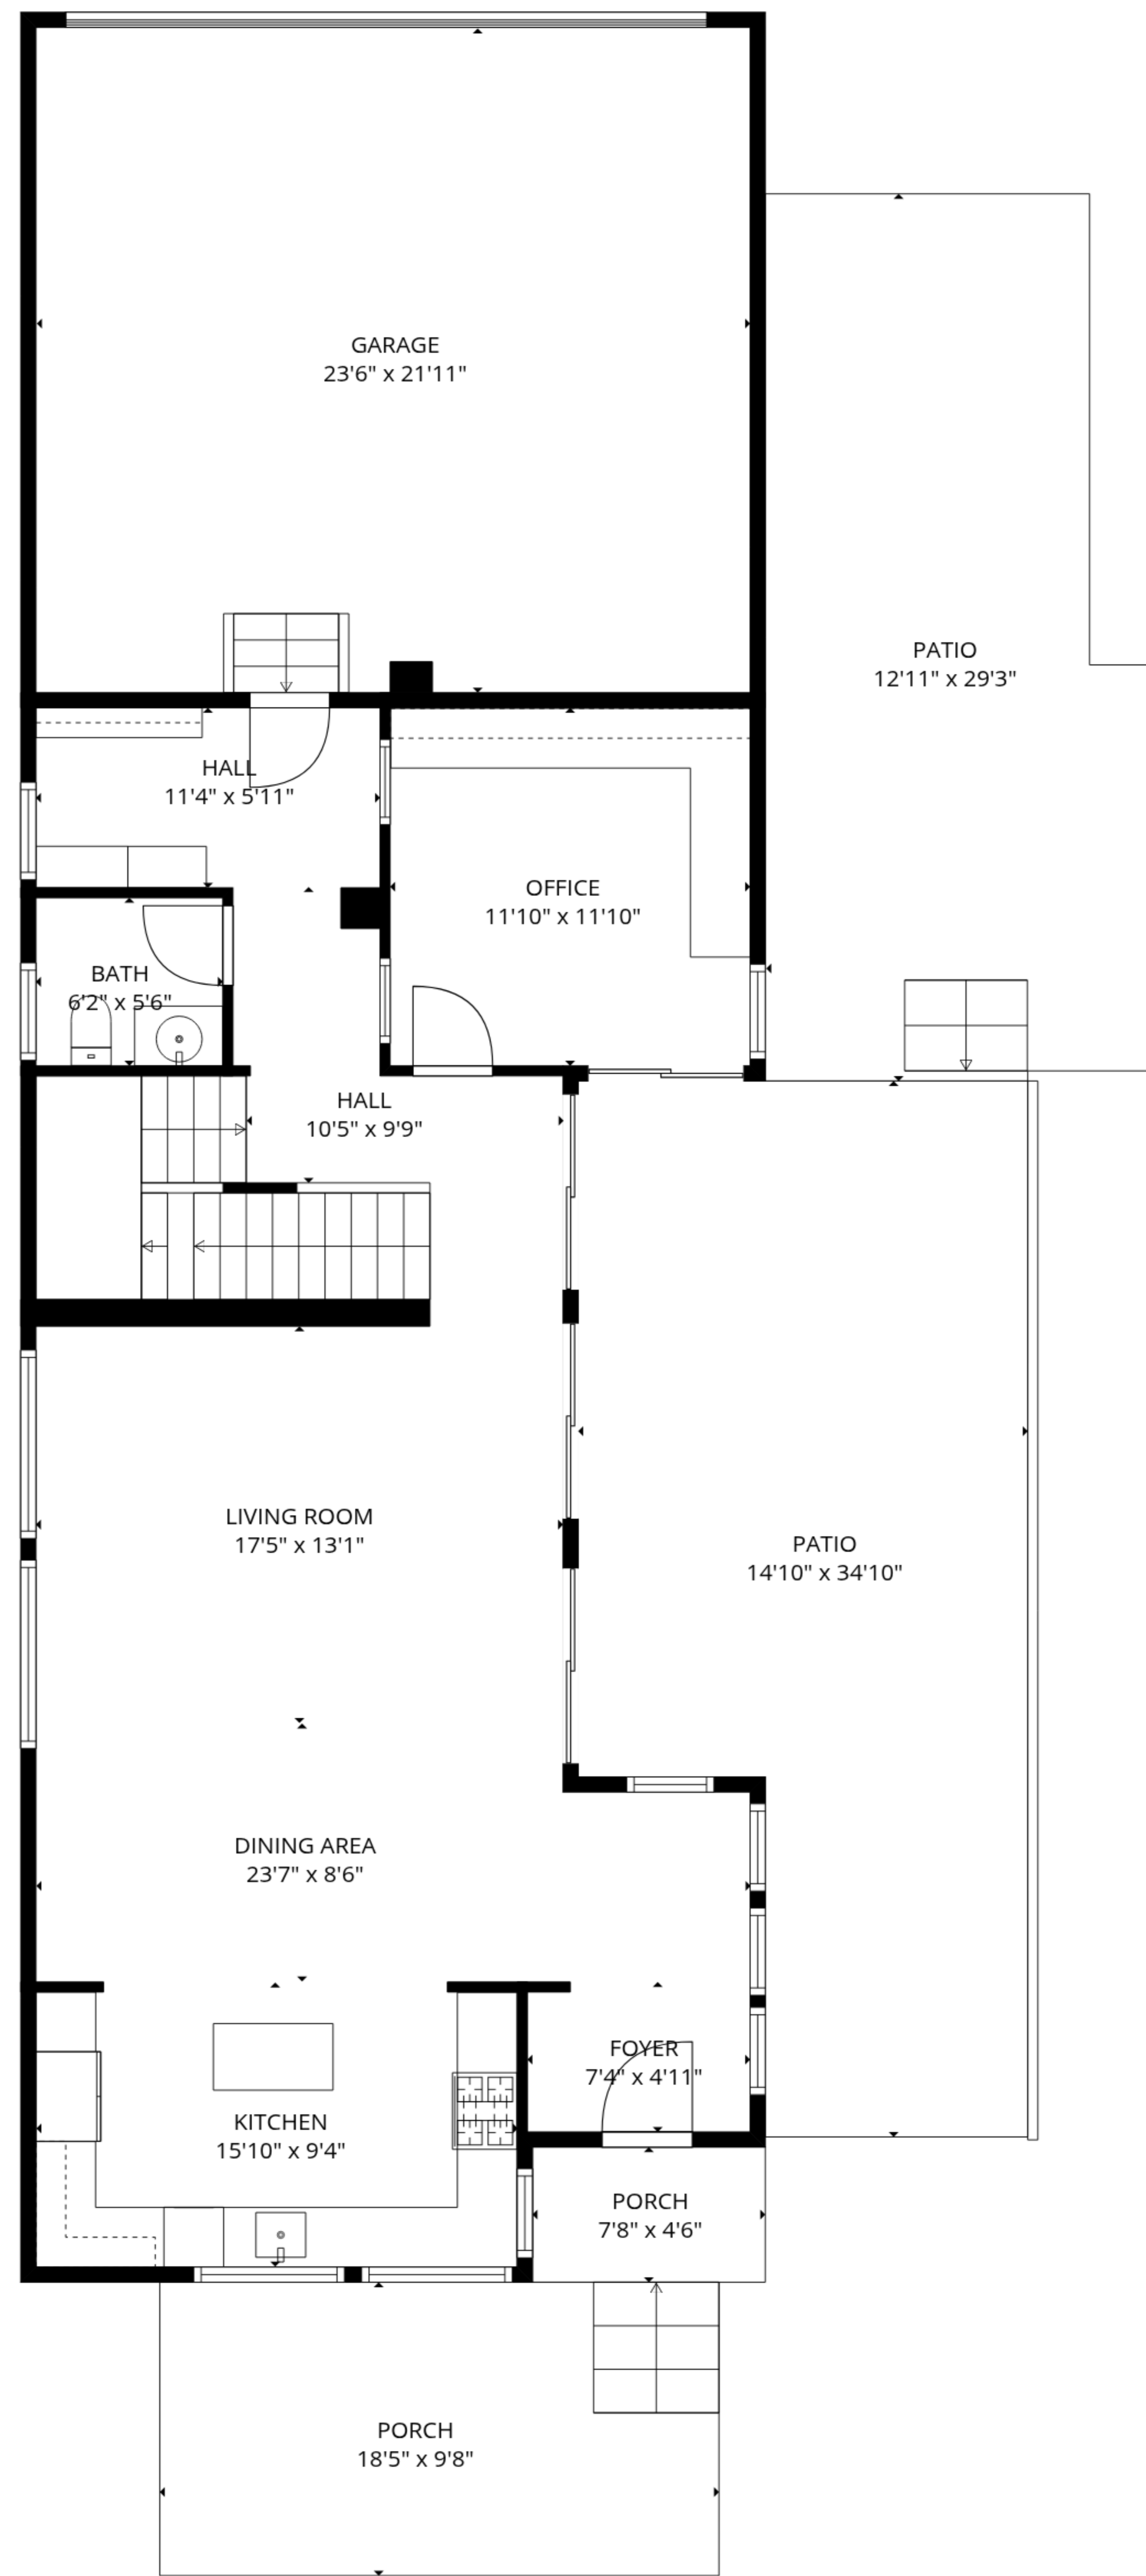 GARAGE
23'6" x 21'11"
PATIO
12'11" x 29'3"
HALL
11'4" x 5'11"
OFFICE
11'10" x 11'10"
BATH
6'2" x 5'6"
HALL
10'5" x 9'9"
LIVING ROOM
17'5" x 13'1"
PATIO
14'10" x 34'10"
DINING AREA
23'7" x 8'6"
FOYER
7'4" x 4'11"
KITCHEN
15'10" x 9'4"
PORCH
7'8" x 4'6"
PORCH
18'5" x 9'8"